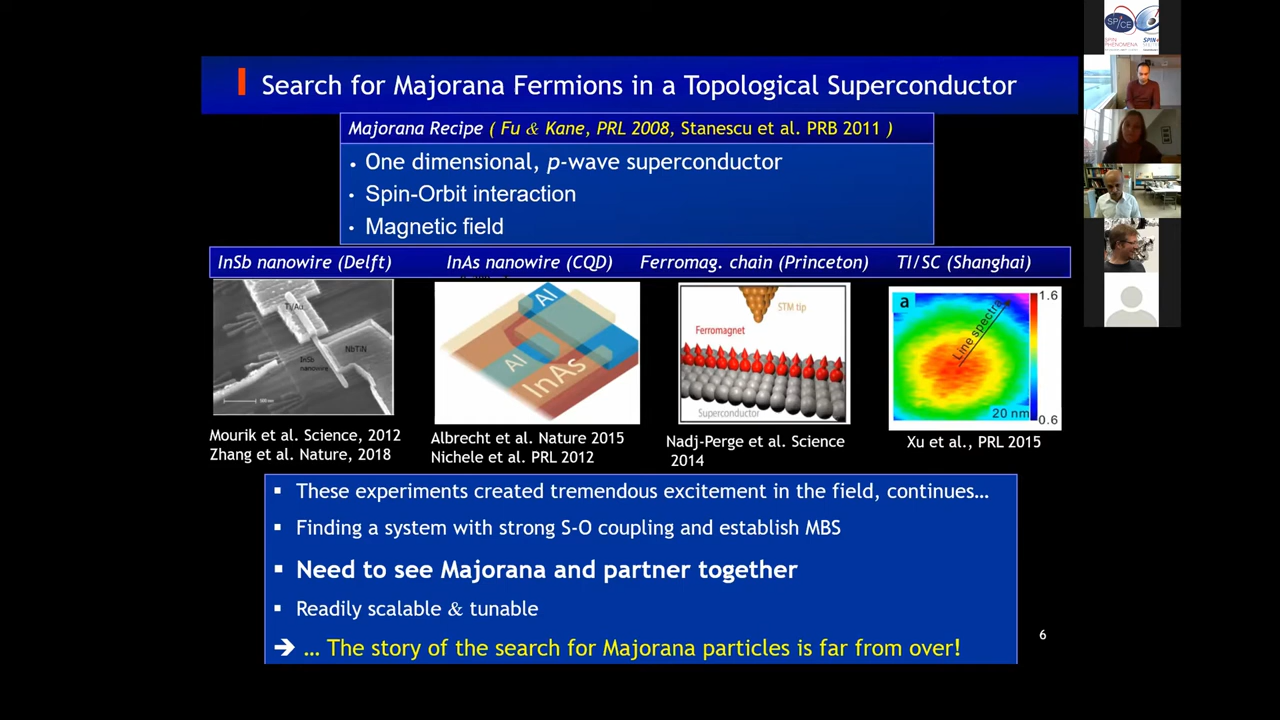 SPICE
SPIN
PHENOMENA
SPIN+
Search for Majorana Fermions in a Topological Superconductor
Majorana Recipe ( Fu & Kane, PRL 2008, Stanescu et al. PRB 2011 )
• One dimensional, p-wave superconductor
• Spin-Orbit interaction
• Magnetic field
InSb nanowire (Delft) InAs nanowire (CQD) Ferromag. chain (Princeton) TI/SC (Shanghai)
Ti/Au
NbTiN
InSb
nanowire
Al
Al
InAs
STM tip
Ferromagnet
Superconductor
a
Line spectra
20 nm
1.6
0.6
Mourik et al. Science, 2012
Zhang et al. Nature, 2018
Albrecht et al. Nature 2015
Nichele et al. PRL 2012
Nadj-Perge et al. Science
2014
Xu et al., PRL 2015
▪ These experiments created tremendous excitement in the field, continues…
▪ Finding a system with strong S-O coupling and establish MBS
▪ Need to see Majorana and partner together
▪ Readily scalable & tunable
➔ … The story of the search for Majorana particles is far from over!
6